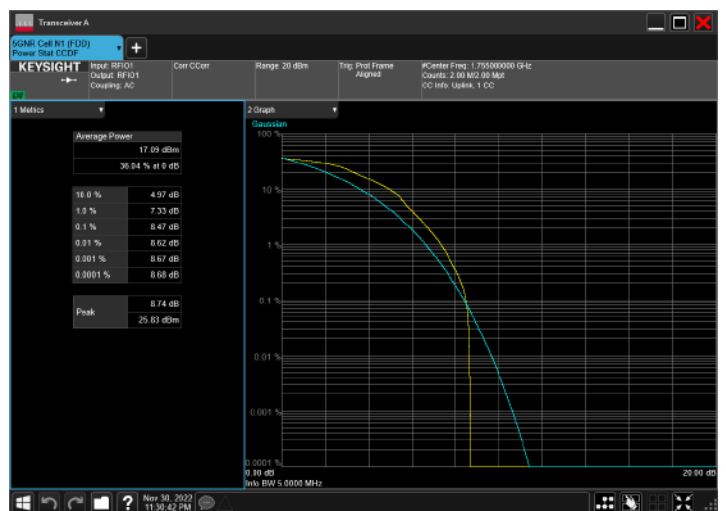 Transceiver A
5GNR Cell N1 (FDD)
Power Stat CCDF
KEYSIGHT
Input: RFIO1
Output: RFIO1
Coupling: AC
Corr CCorr
Range: 20 dBm
Trig: Prot Frame
Aligned
#Center Freq: 1.755000000 GHz
Counts: 2.00 M/2.00 Mpt
CC Info: Uplink, 1 CC
1 Metrics
Average Power
17.09 dBm
36.04 % at 0 dB
10.0 % 4.97 dB
1.0 % 7.33 dB
0.1 % 8.47 dB
0.01 % 8.62 dB
0.001 % 8.67 dB
0.0001 % 8.68 dB
Peak 8.74 dB
25.83 dBm
2 Graph
Gaussian
100 %
10 %
1 %
0.1 %
0.01 %
0.001 %
0.0001 %
0.00 dB
20.00 dB
Info BW 5.0000 MHz
Nov 30, 2022
11:30:42 PM